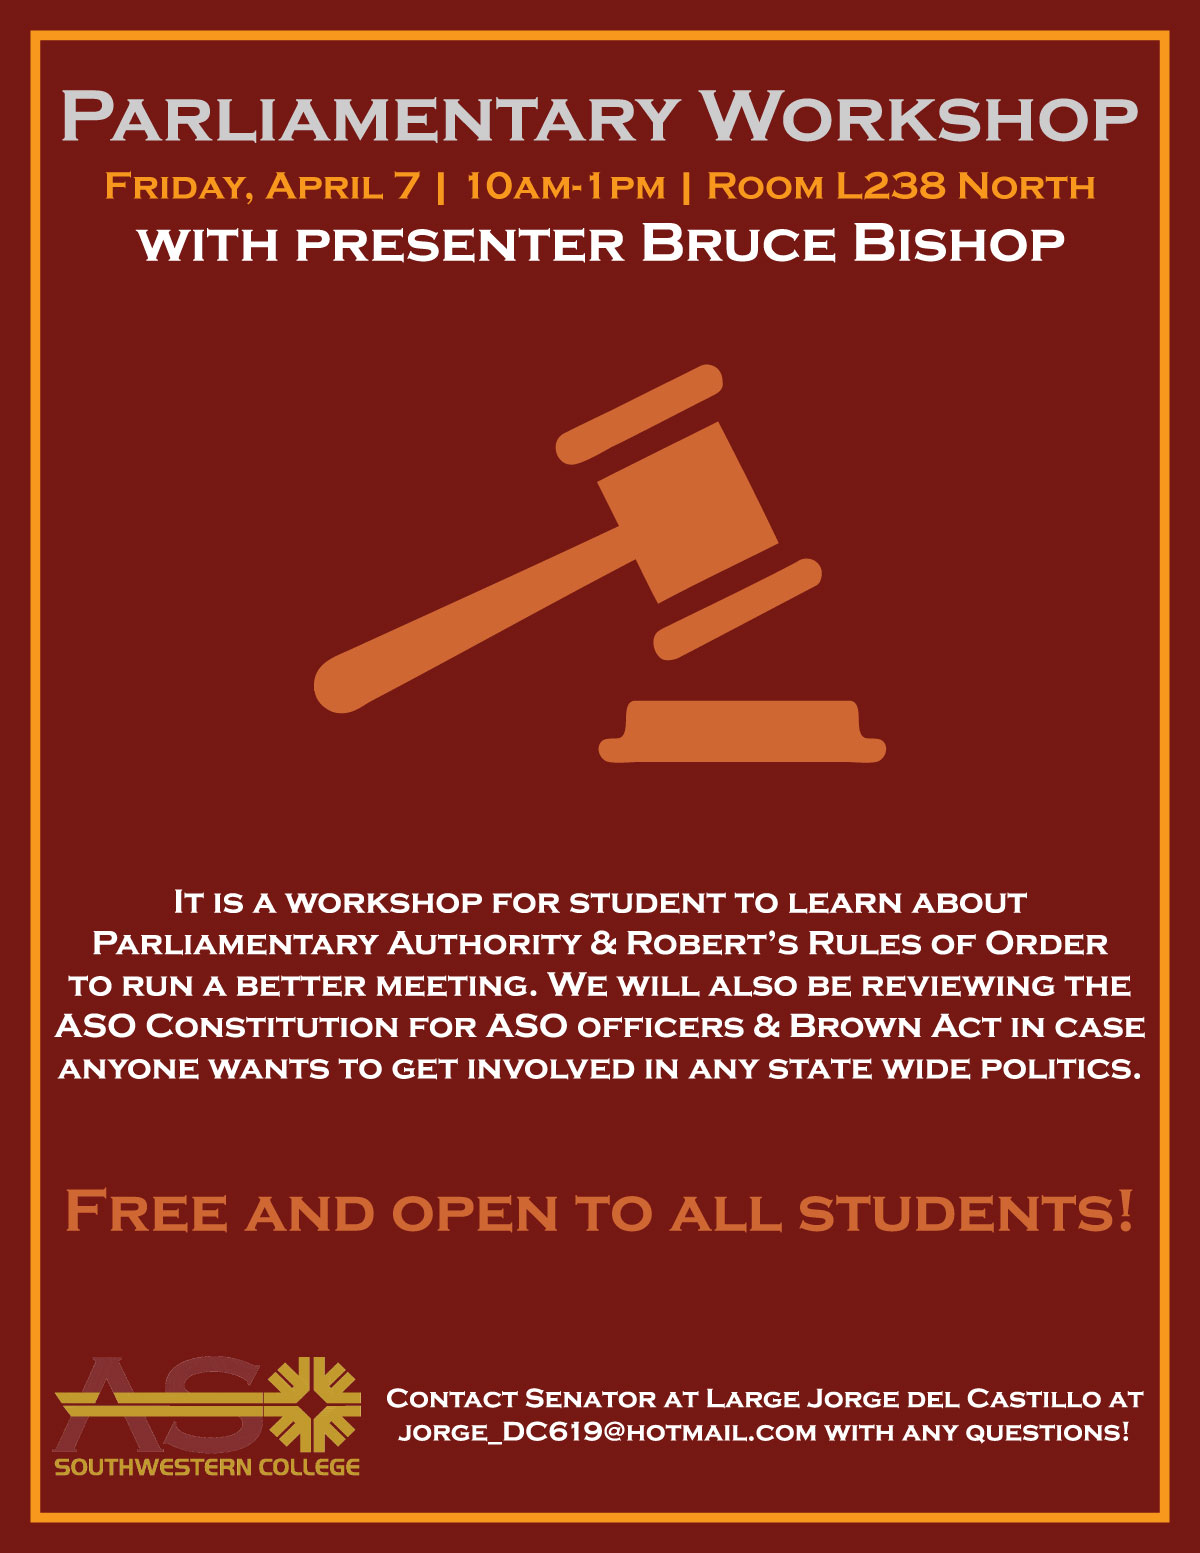 Parliamentary Workshop
Friday, April 7 | 10am-1pm | Room L238 North
with presenter Bruce Bishop
It is a workshop for student to learn about
Parliamentary Authority & Robert's Rules of Order
to run a better meeting. We will also be reviewing the
ASO Constitution for ASO officers & Brown Act in case
anyone wants to get involved in any state wide politics.
Free and open to all students!
ASO
SOUTHWESTERN COLLEGE
Contact Senator at Large Jorge del Castillo at
jorge_DC619@hotmail.com with any questions!